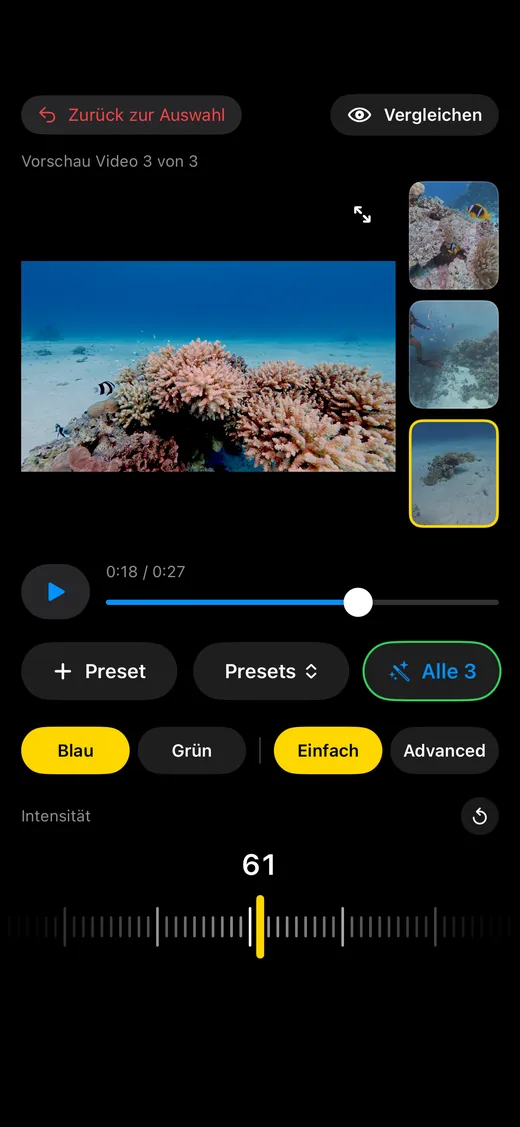 Zurück zur Auswahl
Vergleichen
Vorschau Video 3 von 3
0:18 / 0:27
Preset
Presets
Alle 3
Blau
Grün
Einfach
Advanced
Intensität
61